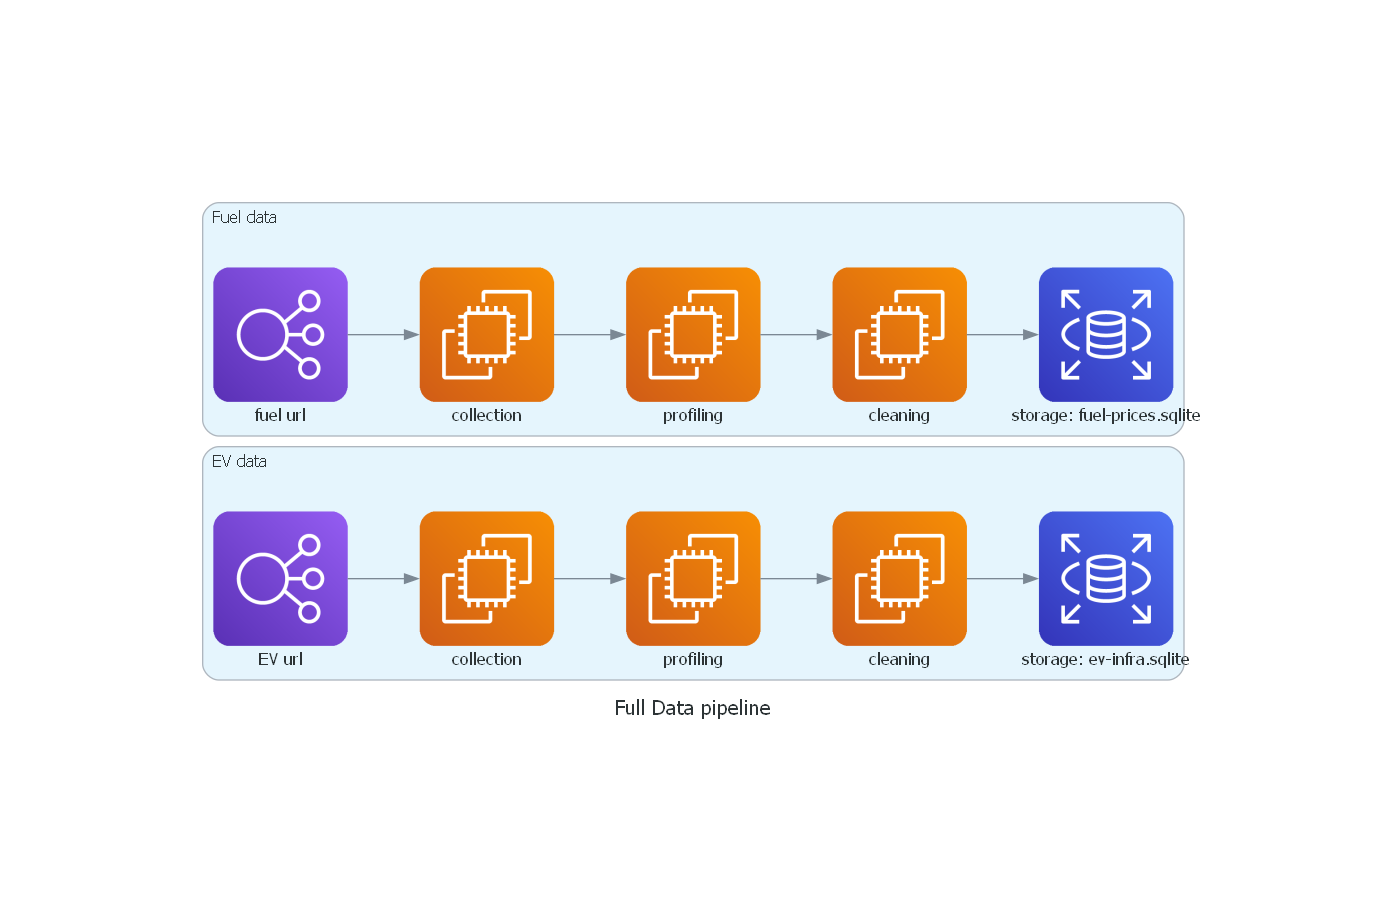 Fuel data
fuel url
collection
profiling
cleaning
storage: fuel-prices.sqlite
EV data
EV url
collection
profiling
cleaning
storage: ev-infra.sqlite
Full Data pipeline